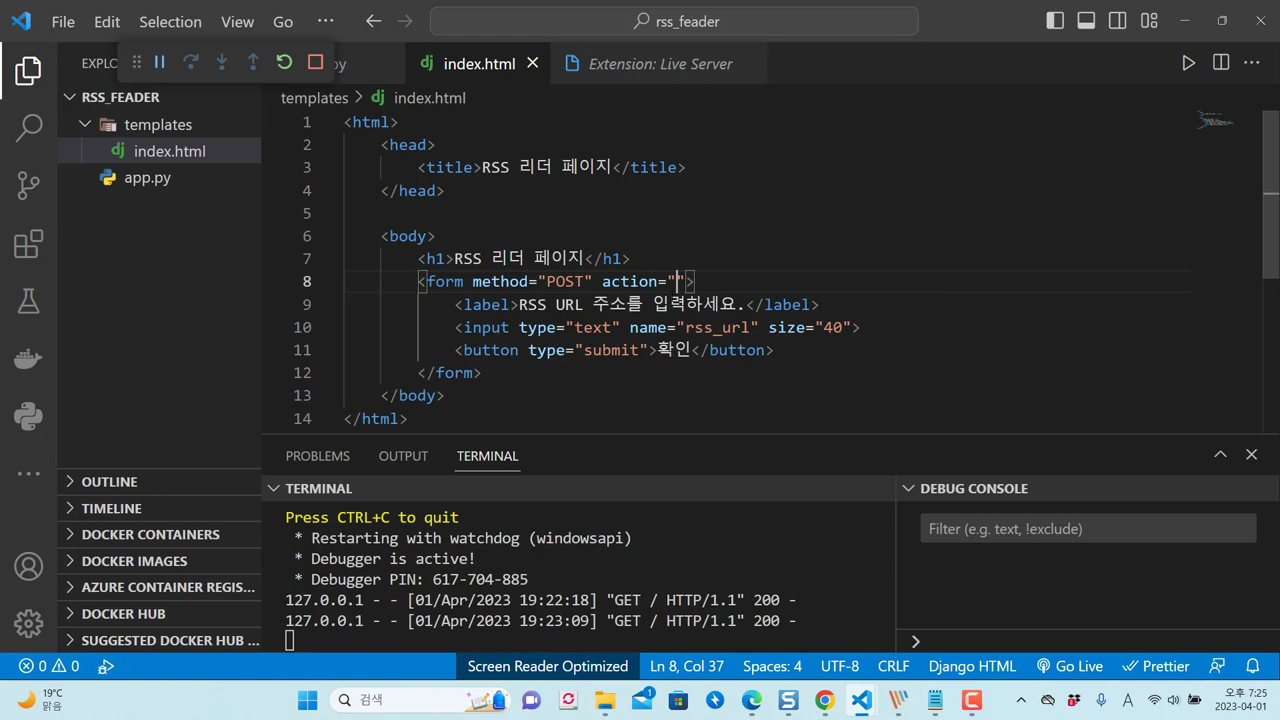 File Edit Selection View Go ··· rss_feader
EXPLO
py
index.html
Extension: Live Server
RSS_FEADER
templates
index.html
app.py
templates > index.html
1 <html>
2 <head>
3 <title>RSS 리더 페이지</title>
4 </head>
5
6 <body>
7 <h1>RSS 리더 페이지</h1>
8 <form method="POST" action="">
9 <label>RSS URL 주소를 입력하세요.</label>
10 <input type="text" name="rss_url" size="40">
11 <button type="submit">확인</button>
12 </form>
13 </body>
14 </html>
OUTLINE
TIMELINE
DOCKER CONTAINERS
DOCKER IMAGES
AZURE CONTAINER REGIS...
DOCKER HUB
SUGGESTED DOCKER HUB ...
PROBLEMS OUTPUT TERMINAL
TERMINAL
Press CTRL+C to quit
* Restarting with watchdog (windowsapi)
* Debugger is active!
* Debugger PIN: 617-704-885
127.0.0.1 - - [01/Apr/2023 19:22:18] "GET / HTTP/1.1" 200 -
127.0.0.1 - - [01/Apr/2023 19:23:09] "GET / HTTP/1.1" 200 -
DEBUG CONSOLE
Filter (e.g. text, !exclude)
0 0 Screen Reader Optimized Ln 8, Col 37 Spaces: 4 UTF-8 CRLF Django HTML Go Live Prettier
19°C
맑음
검색
1
A
오후 7:25
2023-04-01